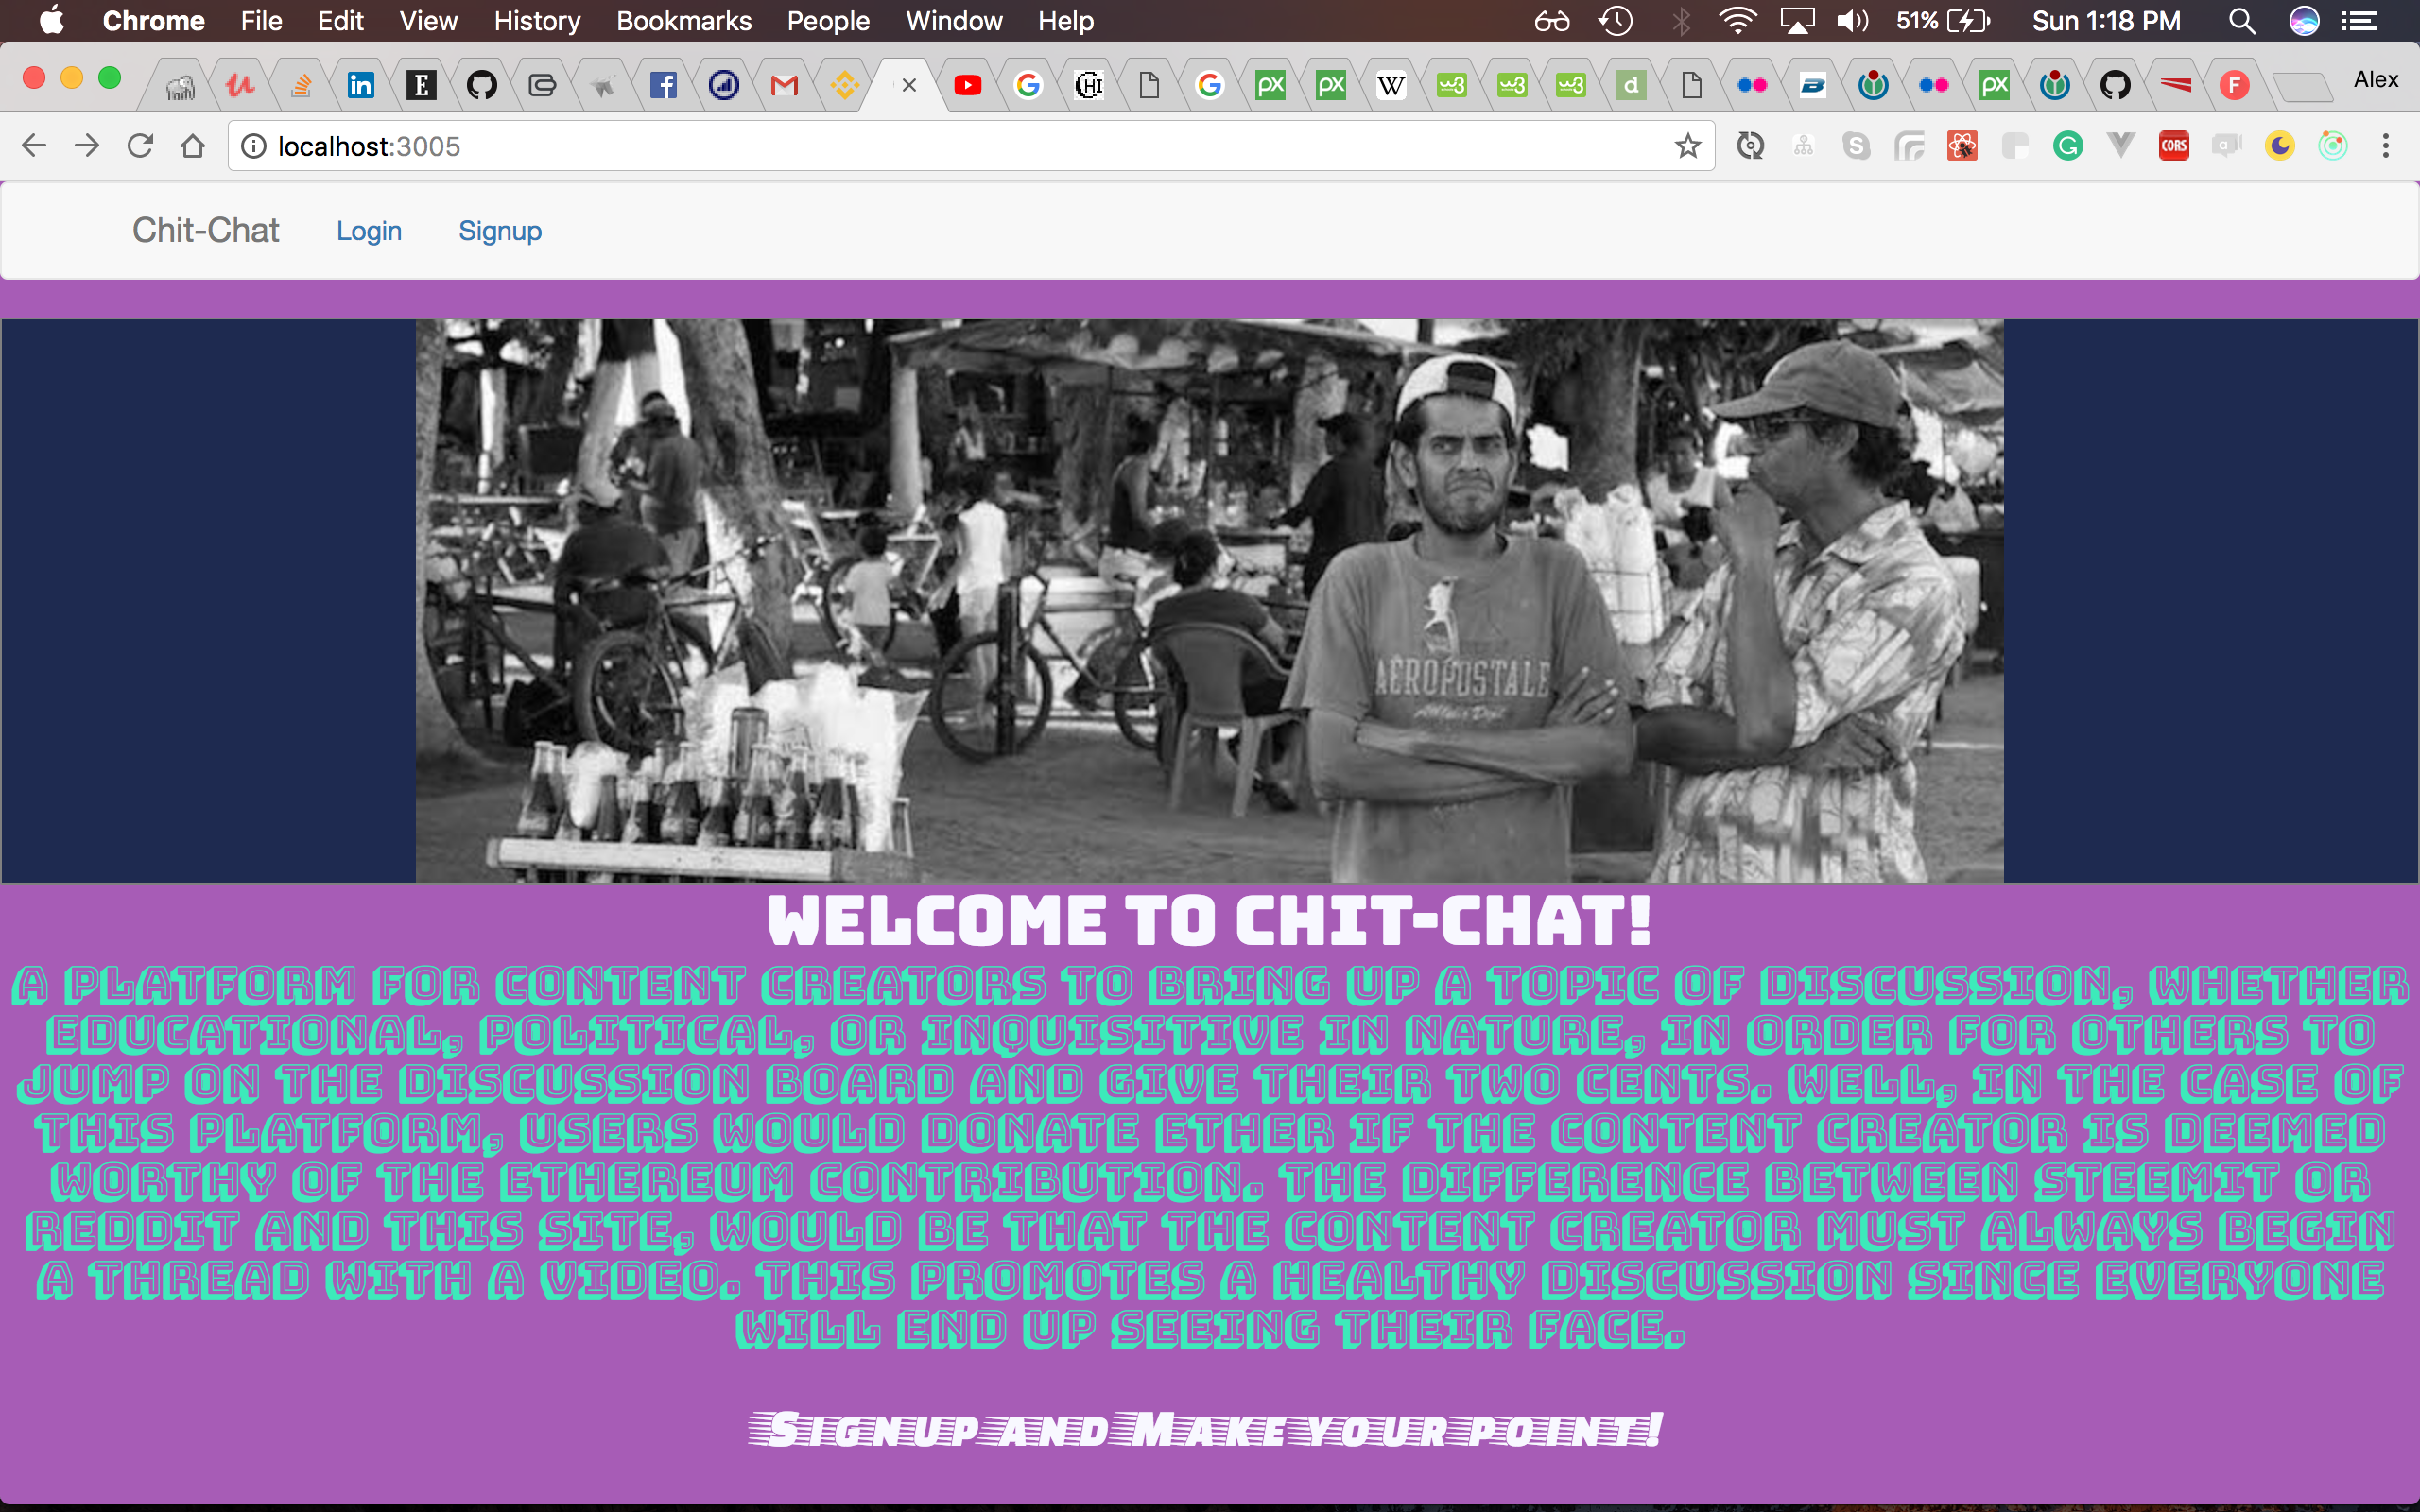 Chrome File Edit View History Bookmarks People Window Help 51% Sun 1:18 PM
Alex
localhost:3005
Chit-Chat Login Signup
AÉROPOSTALE
WELCOME TO CHIT-CHAT!
A PLATFORM FOR CONTENT CREATORS TO BRING UP A TOPIC OF DISCUSSION, WHETHER
EDUCATIONAL, POLITICAL, OR INQUISITIVE IN NATURE, IN ORDER FOR OTHERS TO
JUMP ON THE DISCUSSION BOARD AND GIVE THEIR TWO CENTS. WELL, IN THE CASE OF
THIS PLATFORM, USERS WOULD DONATE ETHER IF THE CONTENT CREATOR IS DEEMED
WORTHY OF THE ETHEREUM CONTRIBUTION. THE DIFFERENCE BETWEEN STEEMIT OR
REDDIT AND THIS SITE, WOULD BE THAT THE CONTENT CREATOR MUST ALWAYS BEGIN
A THREAD WITH A VIDEO. THIS PROMOTES A HEALTHY DISCUSSION SINCE EVERYONE
WILL END UP SEEING THEIR FACE.
SIGNUP AND MAKE YOUR POINT!